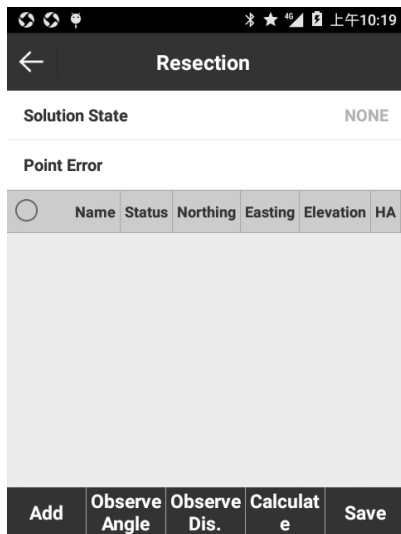 4G 上午10:19
Resection
Solution State NONE
Point Error
Name Status Northing Easting Elevation HA
Add Observe Angle Observe Dis. Calculat e Save